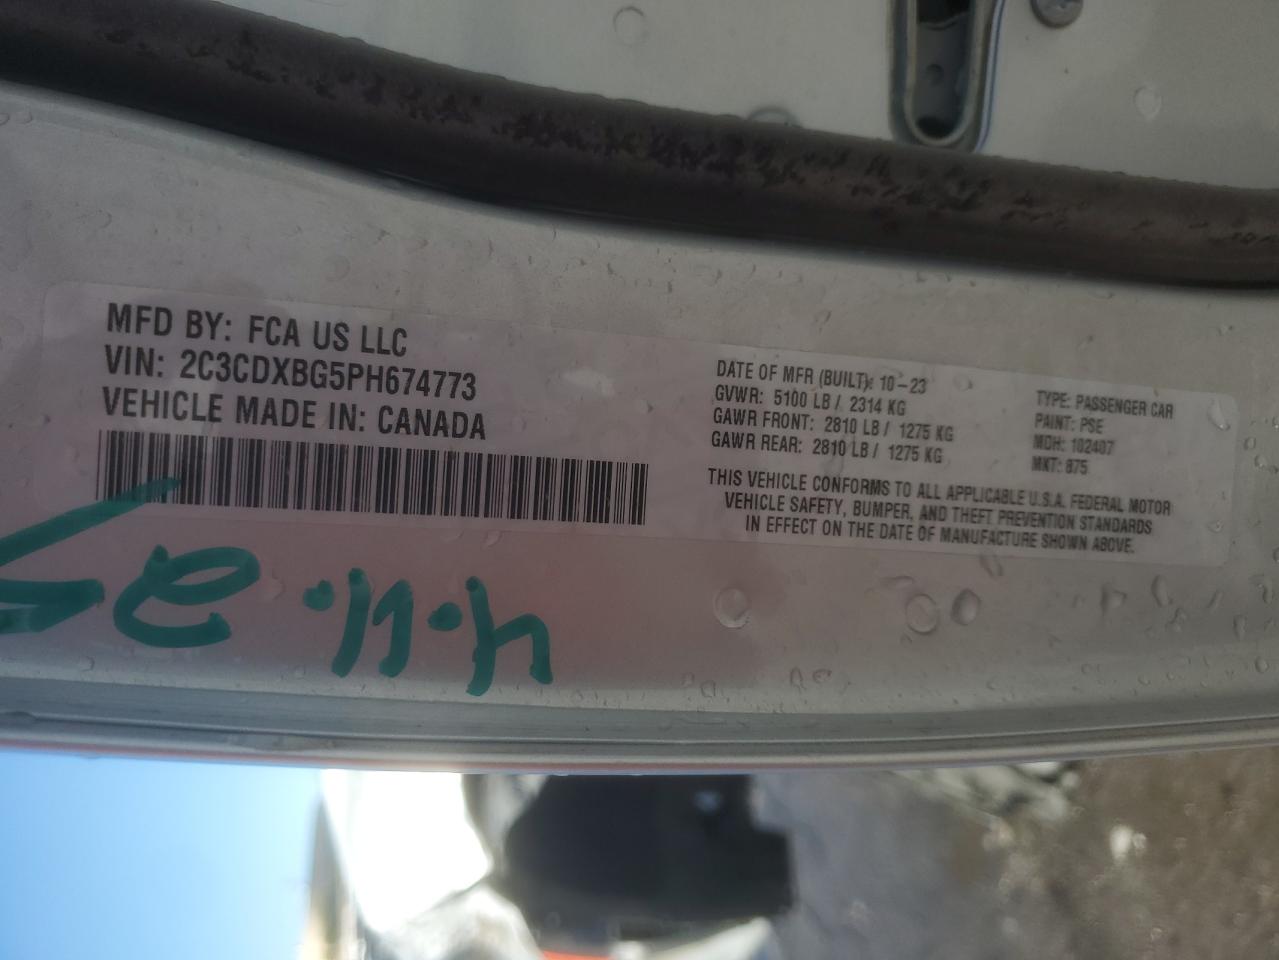 MFD BY: FCA US LLC
VIN: 2C3CDXBG5PH674773
VEHICLE MADE IN: CANADA
DATE OF MFR (BUILT): 10-23
GVWR: 5100 LB / 2314 KG
GAWR FRONT: 2810 LB / 1275 KG
GAWR REAR: 2810 LB / 1275 KG
TYPE: PASSENGER CAR
PAINT: PSE
MDH: 102407
MKT: 875
THIS VEHICLE CONFORMS TO ALL APPLICABLE U.S.A. FEDERAL MOTOR
VEHICLE SAFETY, BUMPER, AND THEFT PREVENTION STANDARDS
IN EFFECT ON THE DATE OF MANUFACTURE SHOWN ABOVE.